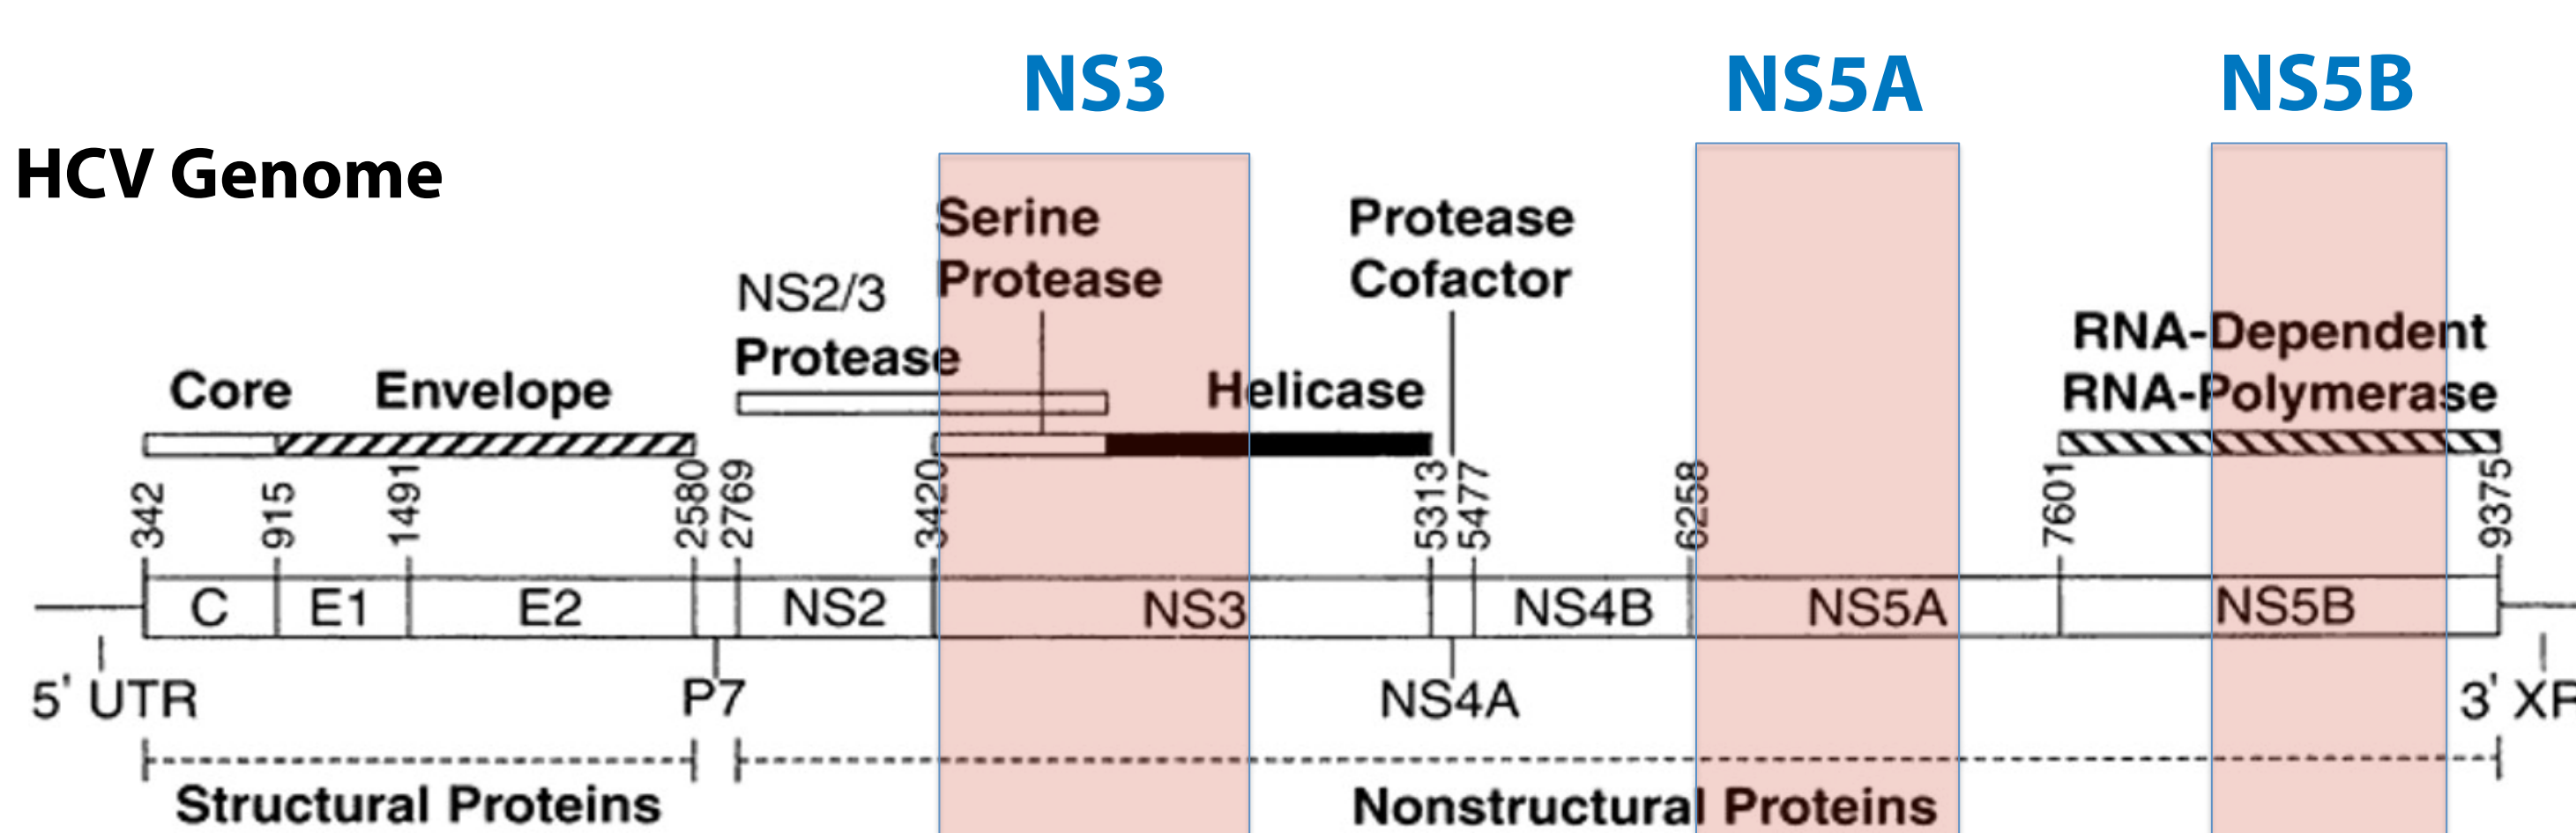 NS3
NS5A
NS5B
HCV Genome
Serine
Protease
Protease
Cofactor
NS2/3
Protease
RNA-Dependent
RNA-Polymerase
Core
Envelope
Helicase
342
915
1491
2580
2769
3420
5313
5477
6258
7601
9375
C
E1
E2
NS2
NS3
NS4B
NS5A
NS5B
5' UTR
P7
NS4A
3'
Structural Proteins
Nonstructural Proteins